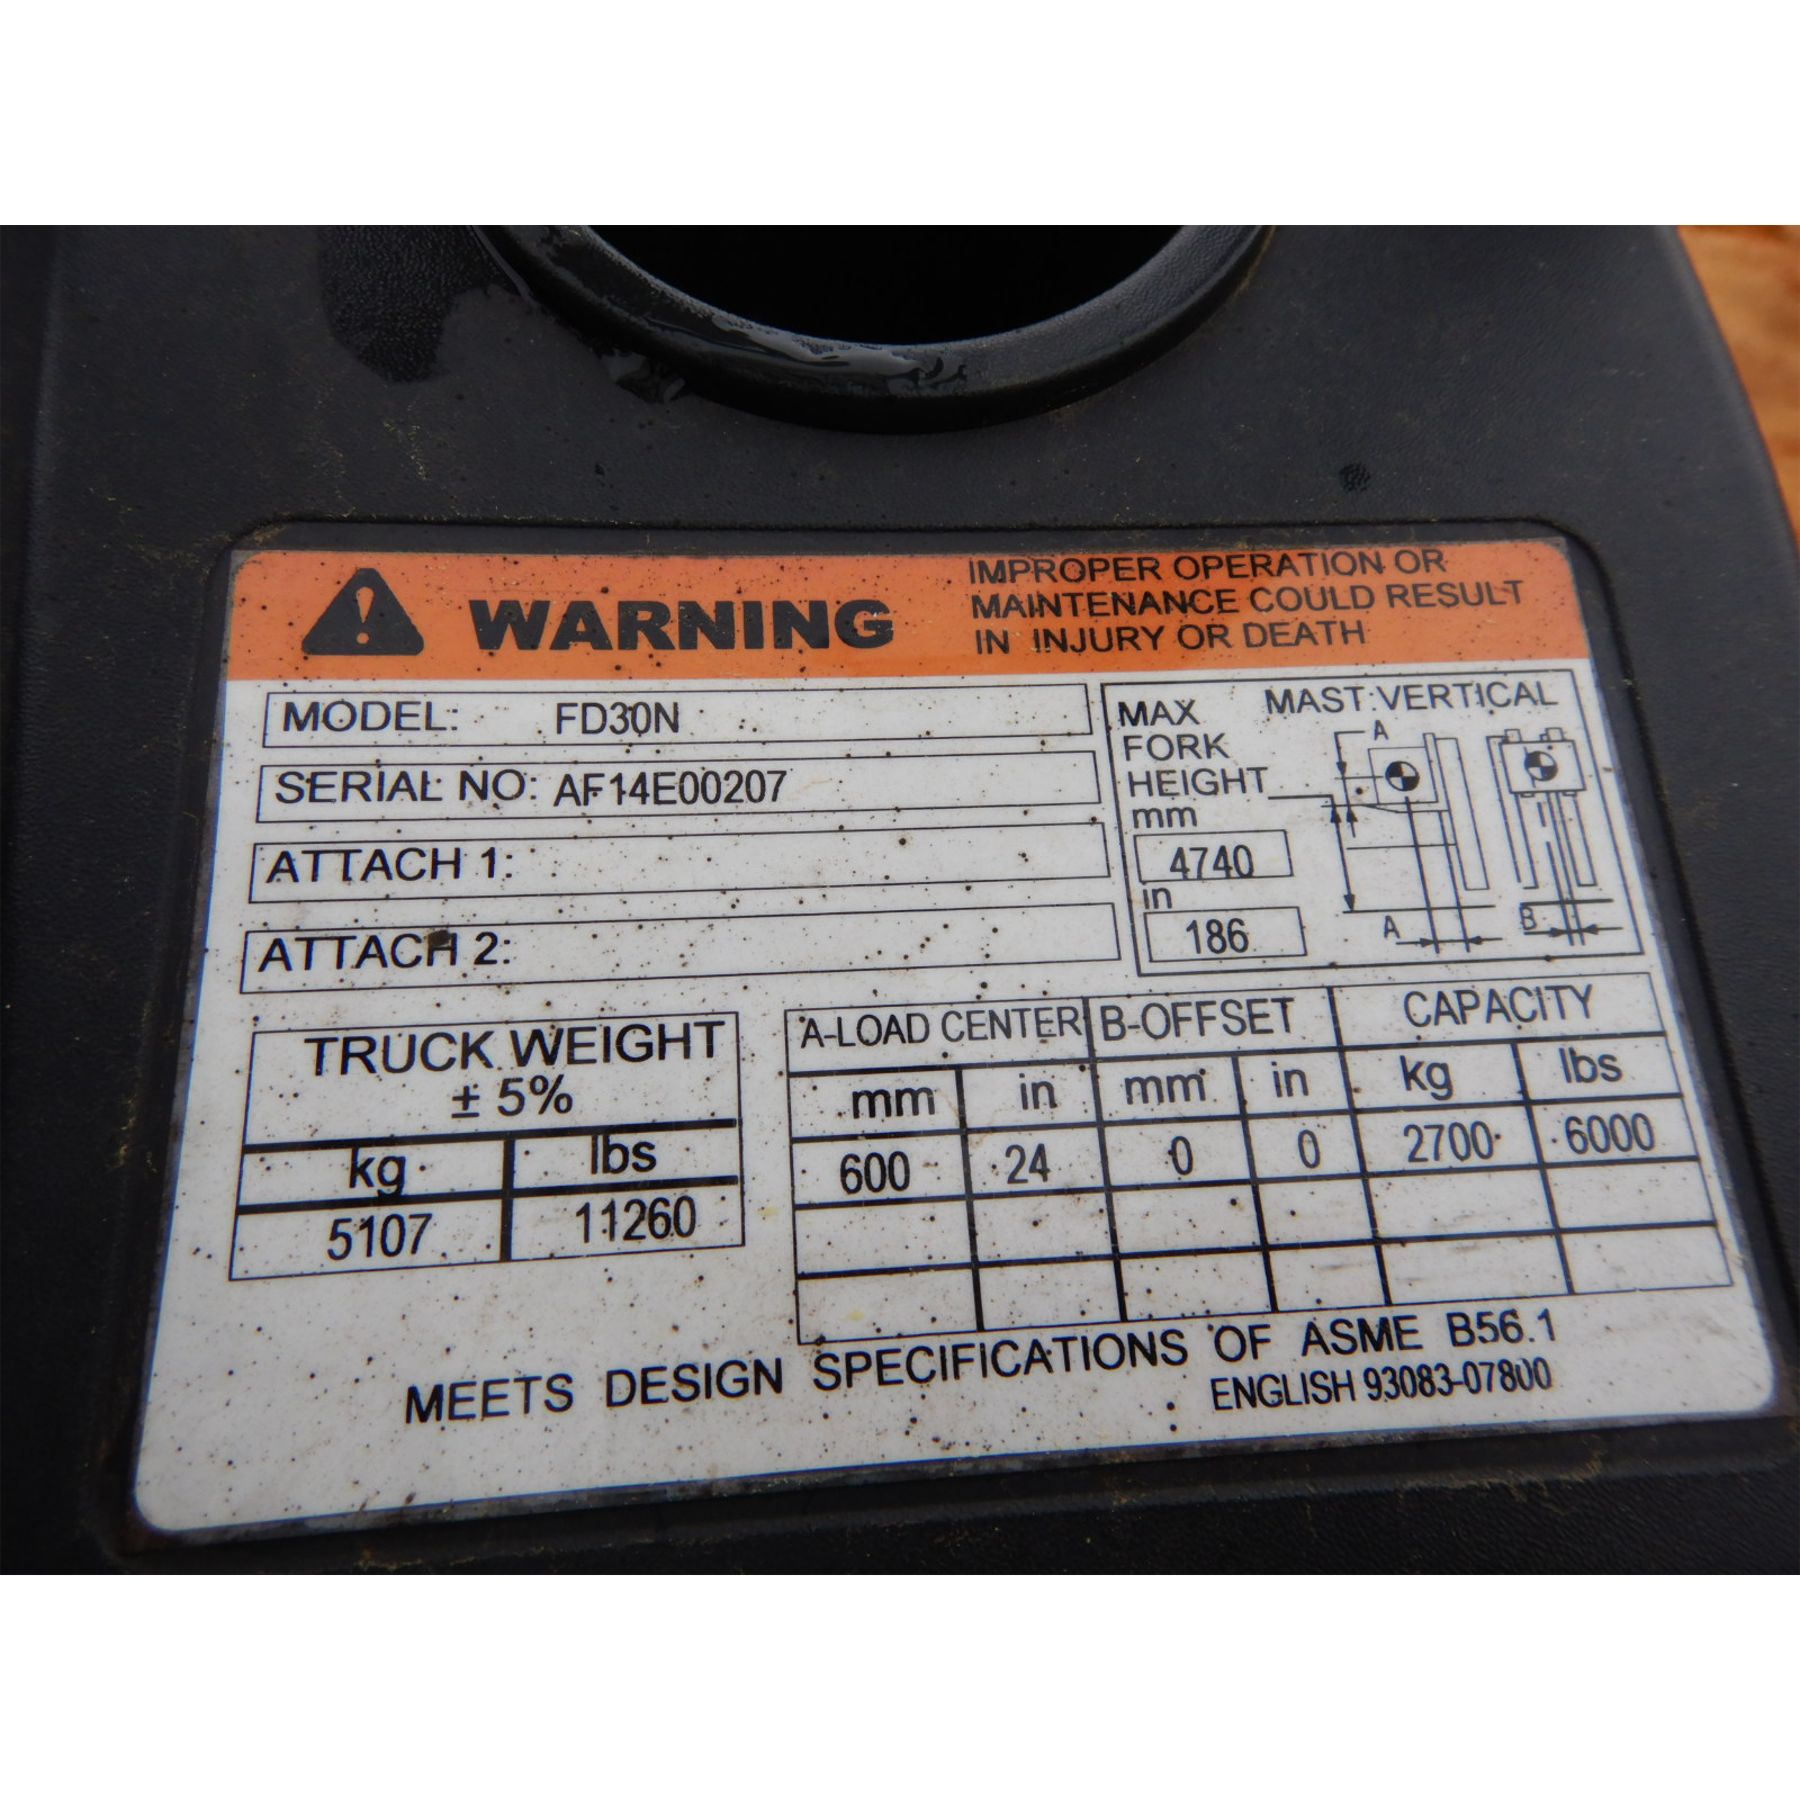 WARNING
IMPROPER OPERATION OR
MAINTENANCE COULD RESULT
IN INJURY OR DEATH
MODEL: FD30N
SERIAL NO: AF14E00207
ATTACH 1:
ATTACH 2:
MAX
FORK
HEIGHT
mm
4740
in
186
MAST VERTICAL
A
A
B
TRUCK WEIGHT
± 5%
kg lbs
5107 11260
A-LOAD CENTER B-OFFSET CAPACITY
mm in mm in kg lbs
600 24 0 0 2700 6000
MEETS DESIGN SPECIFICATIONS OF ASME B56.1
ENGLISH 93083-07800